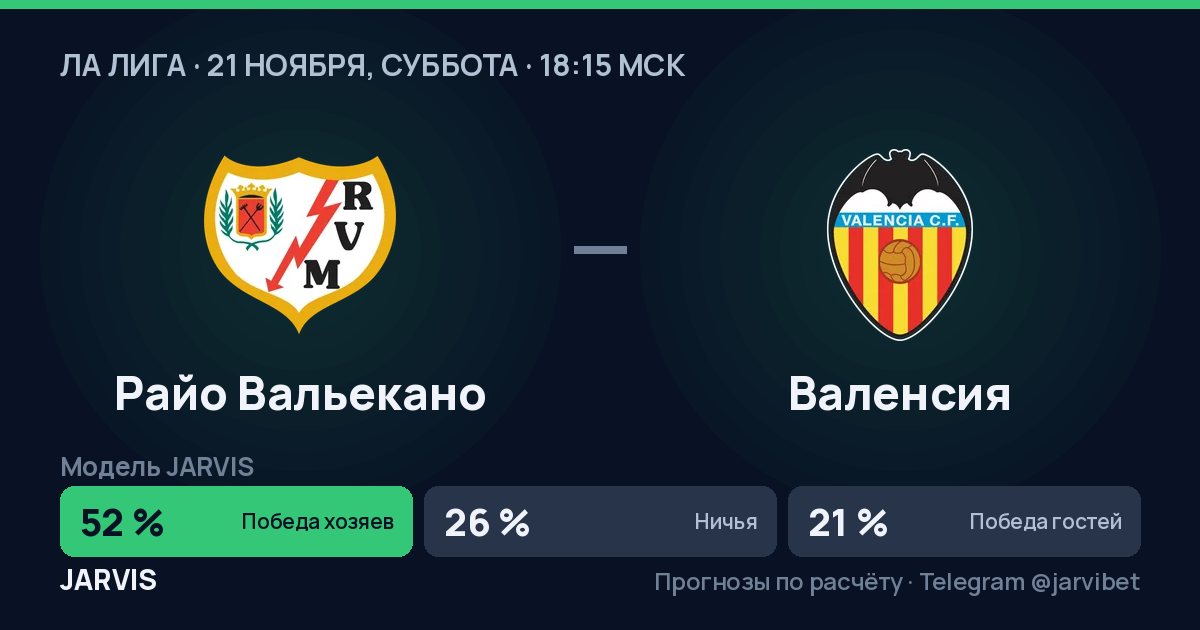 ЛА ЛИГА · 21 НОЯБРЯ, СУББОТА · 18:15 МСК
R
V
M
VALENCIA C.F.
—
Райо Вальекано
Валенсия
Модель JARVIS
52 % Победа хозяев
26 % Ничья
21 % Победа гостей
JARVIS
Прогнозы по расчёту · Telegram @jarvibet